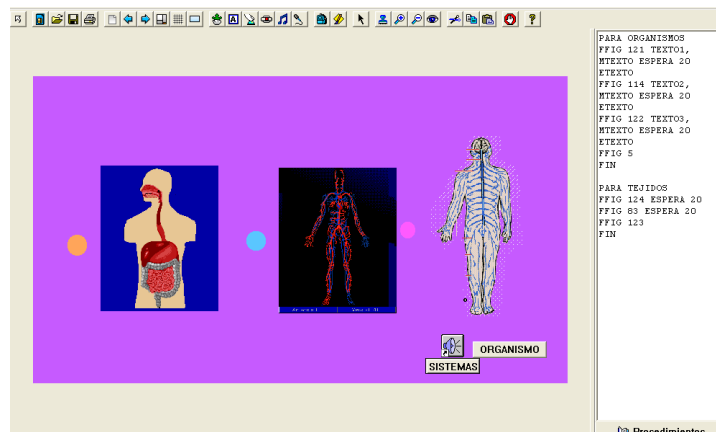 PARA ORGANISMOS
FFIG 121 TEXTO1,
MTEXTO ESPERA 20
ETEXTO
FFIG 114 TEXTO2,
MTEXTO ESPERA 20
ETEXTO
FFIG 122 TEXTO3,
MTEXTO ESPERA 20
ETEXTO
FFIG 5
FIN
PARA TEJIDOS
FFIG 124 ESPERA 20
FFIG 83 ESPERA 20
FFIG 123
FIN
ORGANISMO
SISTEMAS
Procedimientos